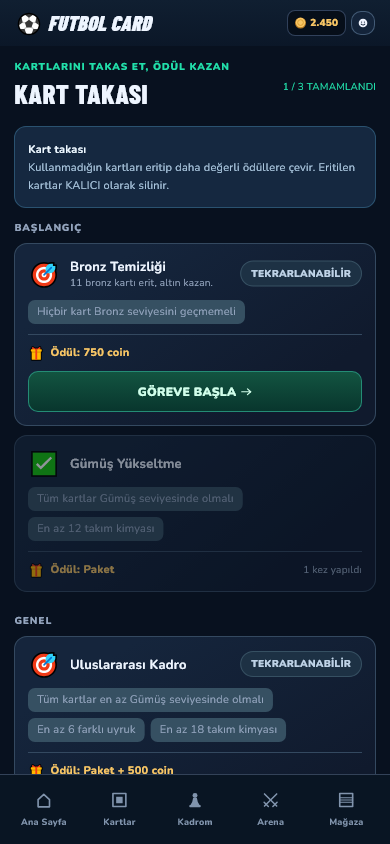 FUTBOL CARD
2.450
KARTLARINI TAKAS ET, ÖDÜL KAZAN
KART TAKASI
1 / 3 TAMAMLANDI
Kart takası
Kullanmadığın kartları eritip daha değerli ödüllere çevir. Eritilen
kartlar KALICI olarak silinir.
BAŞLANGIÇ
Bronz Temizliği
11 bronz kartı erit, altın kazan.
TEKRARLANABİLİR
Hiçbir kart Bronz seviyesini geçmemeli
Ödül: 750 coin
GÖREVE BAŞLA →
Gümüş Yükseltme
Tüm kartlar Gümüş seviyesinde olmalı
En az 12 takım kimyası
Ödül: Paket
1 kez yapıldı
GENEL
Uluslararası Kadro
TEKRARLANABİLİR
Tüm kartlar en az Gümüş seviyesinde olmalı
En az 6 farklı uyruk
En az 18 takım kimyası
Ödül: Paket + 500 coin
Ana Sayfa
Kartlar
Kadrom
Arena
Mağaza